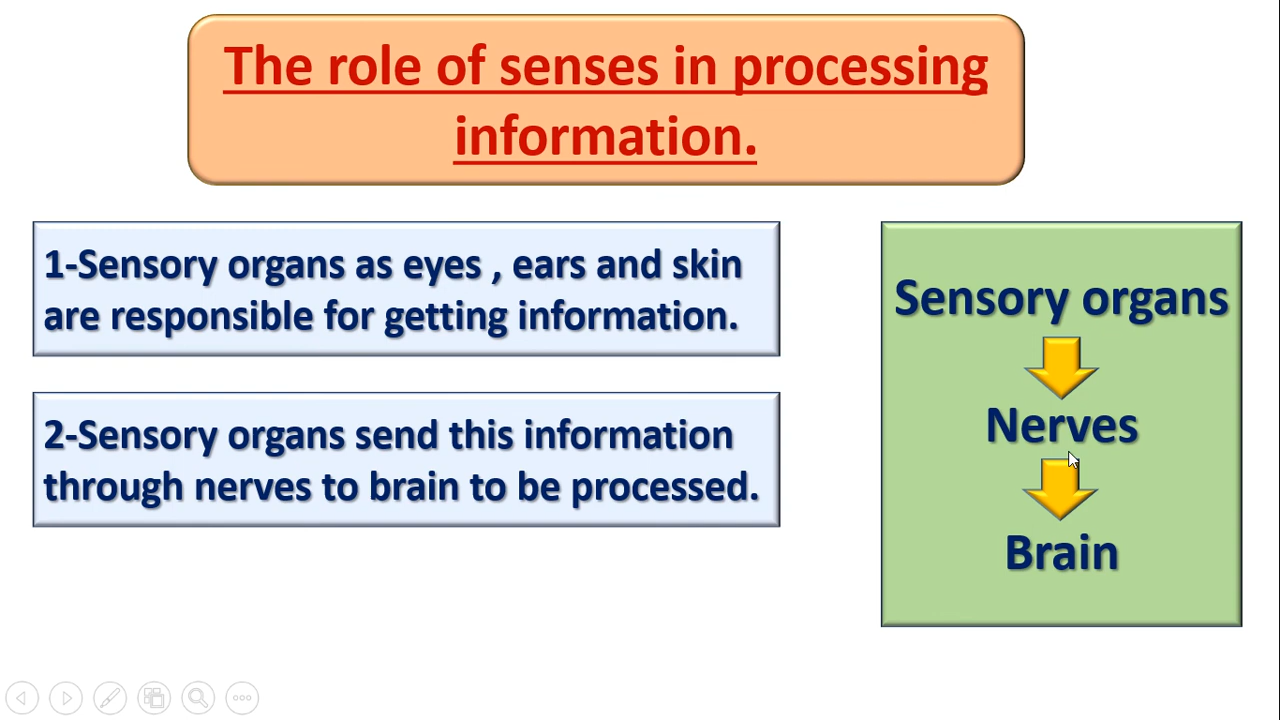 The role of senses in processing
information.
1-Sensory organs as eyes , ears and skin
are responsible for getting information.
2-Sensory organs send this information
through nerves to brain to be processed.
Sensory organs
Nerves
Brain